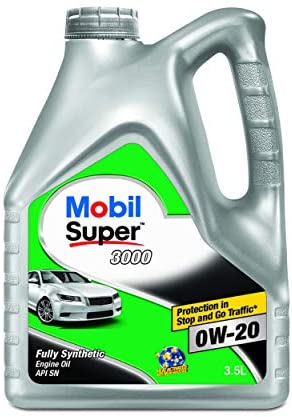 Mobil
Super™
3000
Protection in
Stop and Go Traffic*
0W-20
Fully Synthetic
Engine Oil
API SN
3.5L